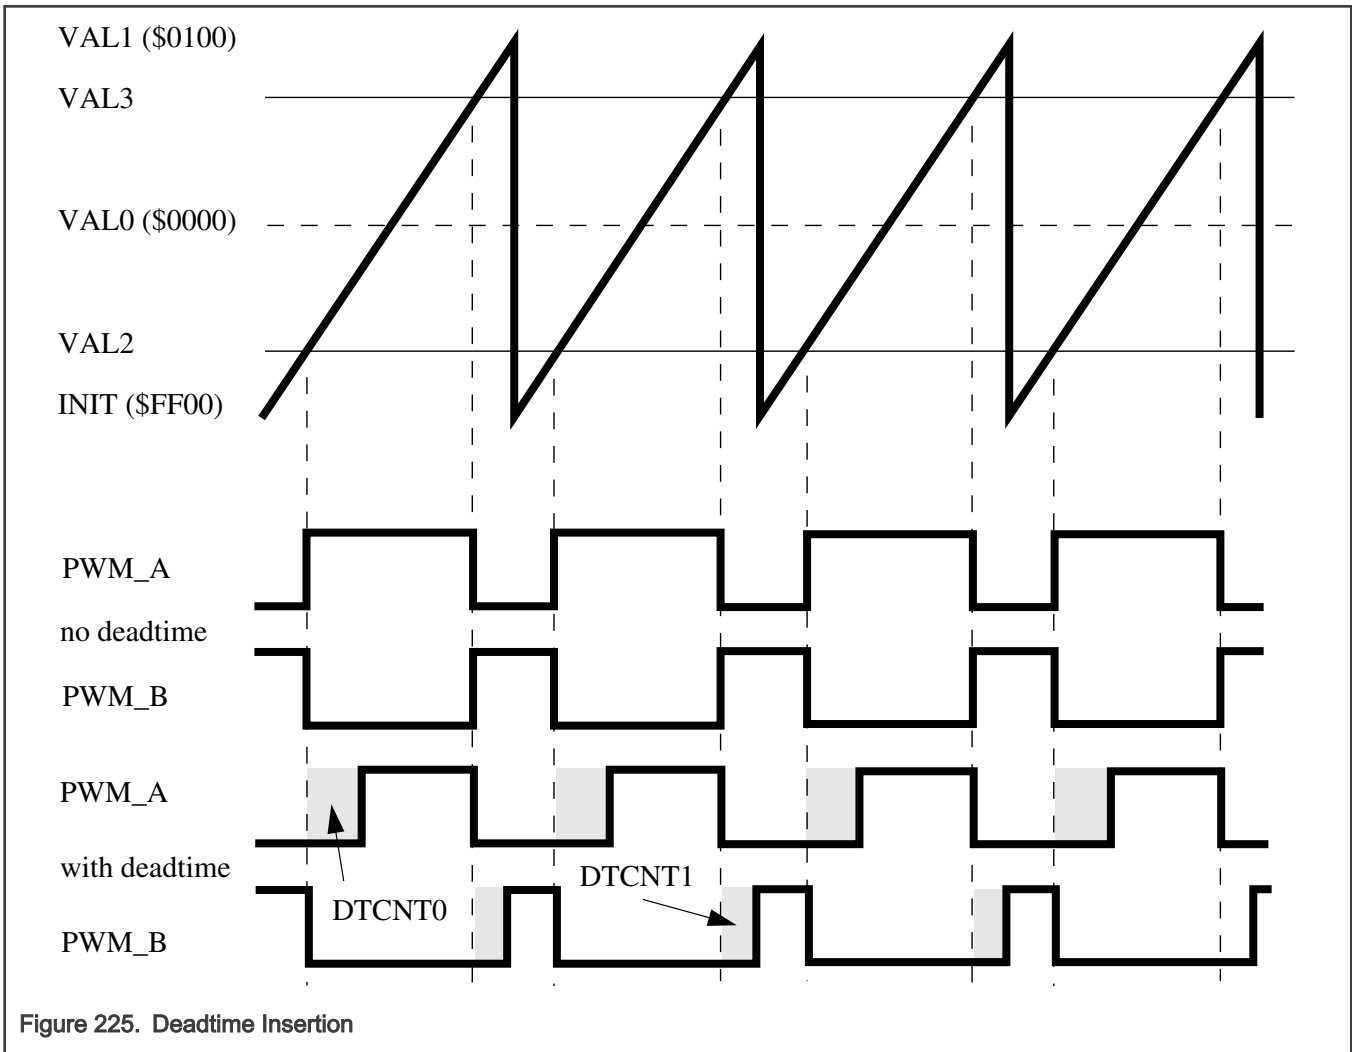 VAL1 ($0100)
VAL3
VAL0 ($0000)
VAL2
INIT ($FF00)
PWM_A
no deadtime
PWM_B
PWM_A
with deadtime
DTCNT1
DTCNT0
PWM_B
Figure 225. Deadtime Insertion